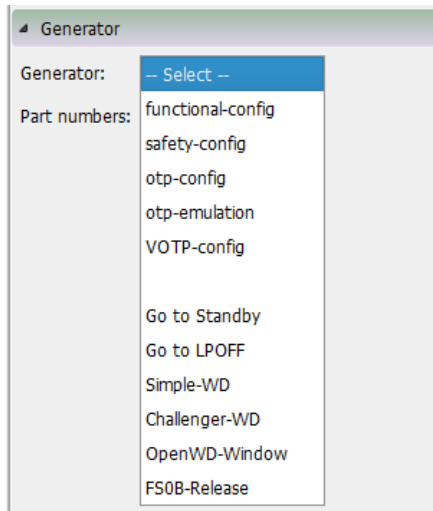 Generator
Generator:
-- Select --
Part numbers:
functional-config
safety-config
otp-config
otp-emulation
VOTP-config
Go to Standby
Go to LPOFF
Simple-WD
Challenger-WD
OpenWD-Window
FS0B-Release